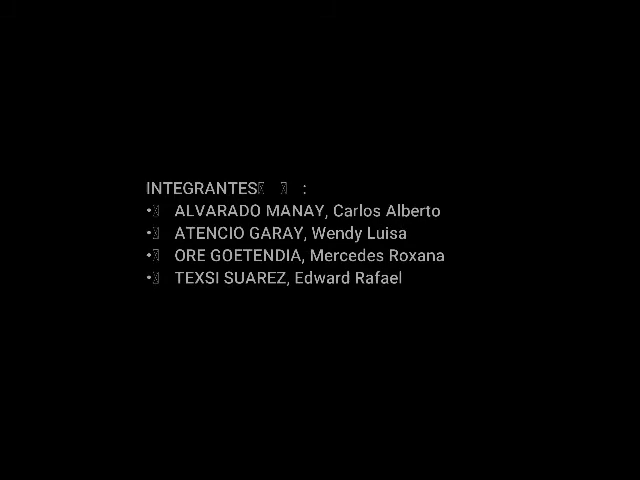 INTEGRANTES :
• ALVARADO MANAY, Carlos Alberto
• ATENCIO GARAY, Wendy Luisa
• ORE GOETENDIA, Mercedes Roxana
• TEXSI SUAREZ, Edward Rafael